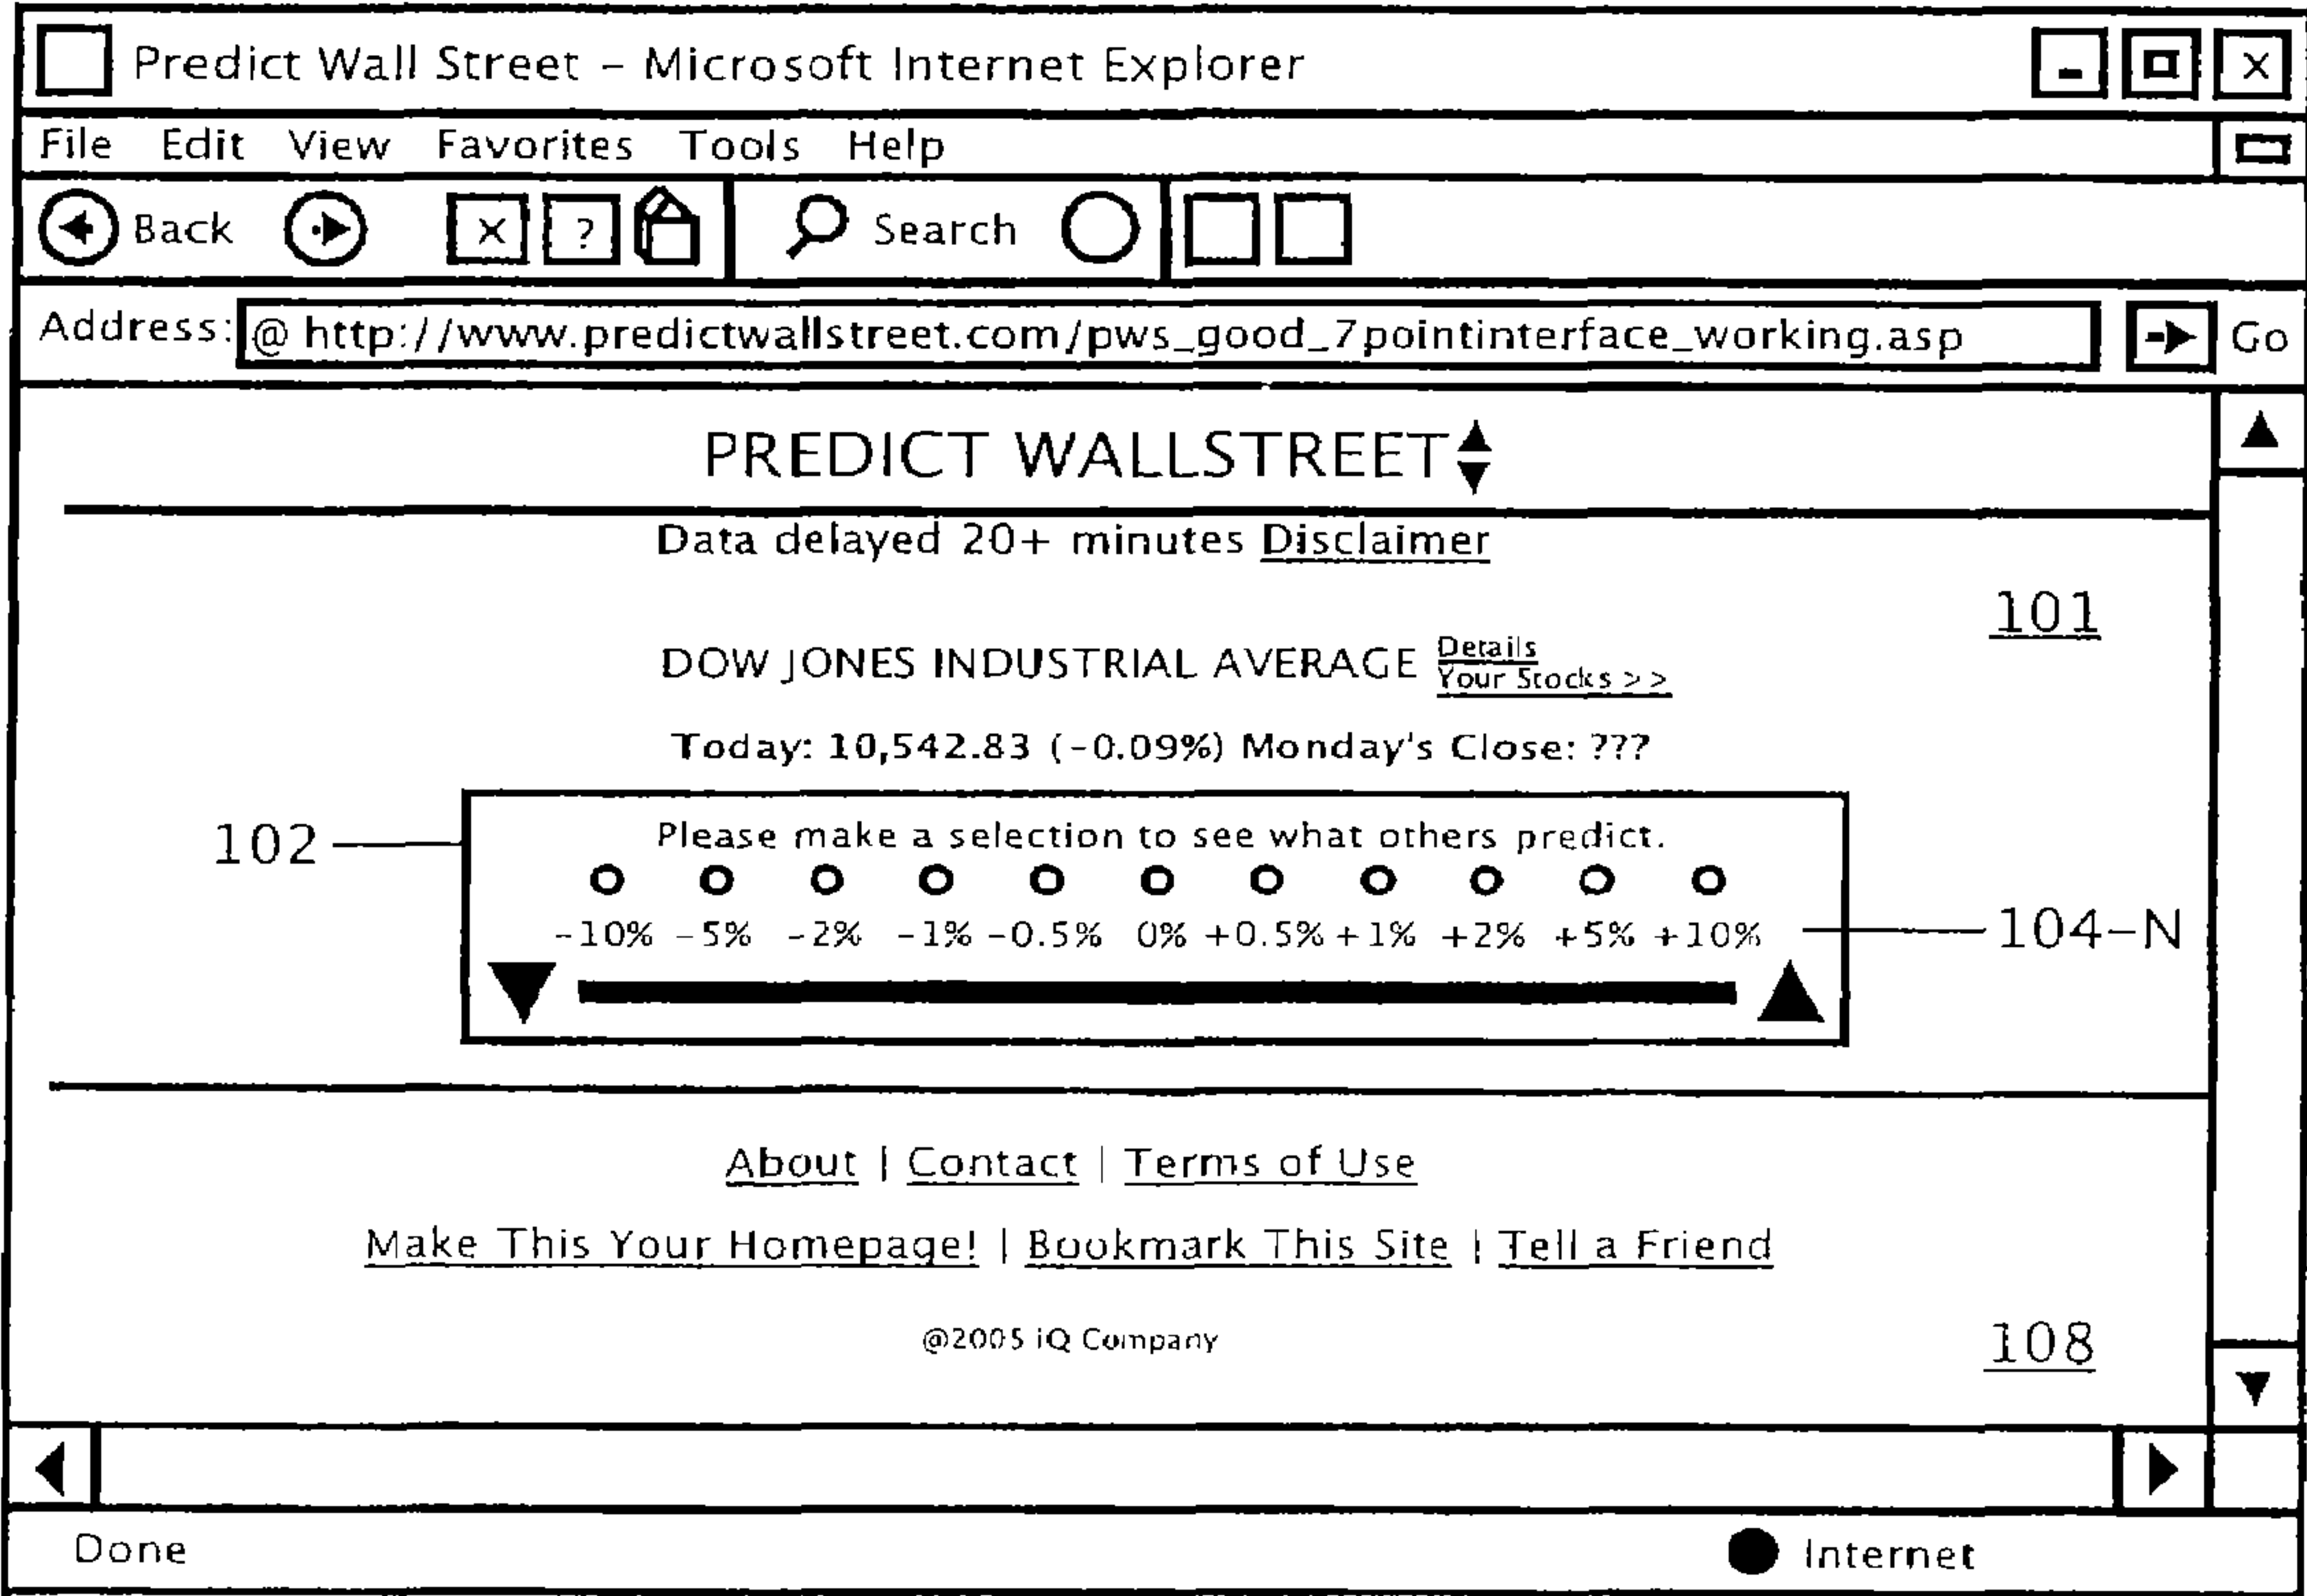 Predict Wall Street – Microsoft Internet Explorer
File Edit View Favorites Tools Help
Back X ? Search
Address: @ http://www.predictwallstreet.com/pws_good_7pointinterface_working.asp Go
PREDICT WALLSTREET
Data delayed 20+ minutes Disclaimer
101
DOW JONES INDUSTRIAL AVERAGE Details
Your Stocks >>
Today: 10,542.83 (-0.09%) Monday's Close: ???
102
Please make a selection to see what others predict.
-10% -5% -2% -1% -0.5% 0% +0.5% +1% +2% +5% +10%
104-N
About | Contact | Terms of Use
Make This Your Homepage! | Bookmark This Site | Tell a Friend
@2005 iQ Company
108
Done Internet